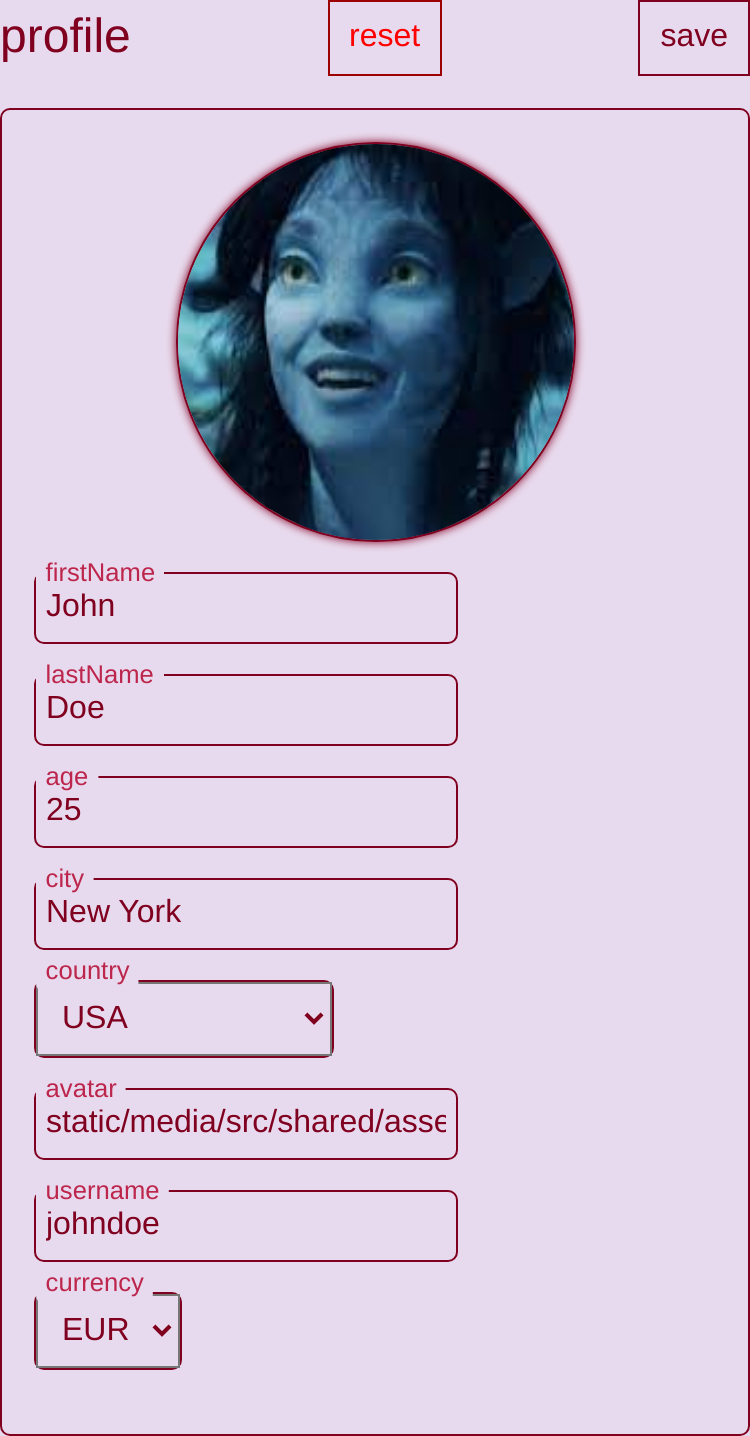 profile
reset
save
firstName
John
lastName
Doe
age
25
city
New York
country
USA
avatar
static/media/src/shared/asse
username
johndoe
currency
EUR